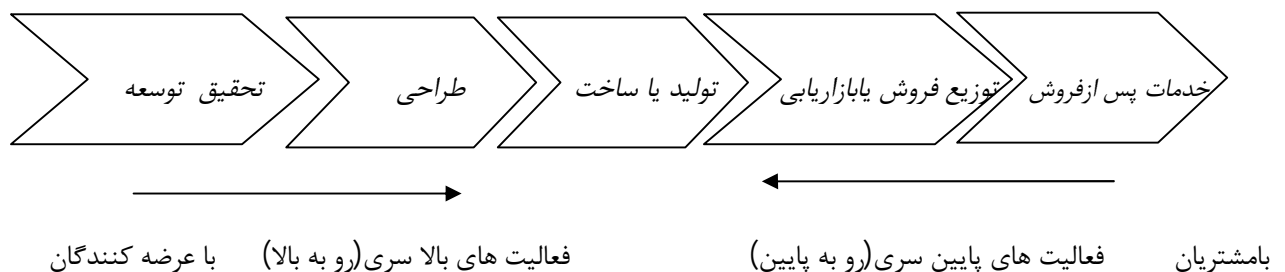 تحقیق توسعه
طراحی
تولید یا ساخت
توزیع فروش یابازاریابی
خدمات پس ازفروش
با عرضه کنندگان
فعالیت های بالا سری(رو به بالا)
فعالیت های پایین سری(رو به پایین)
بامشتریان